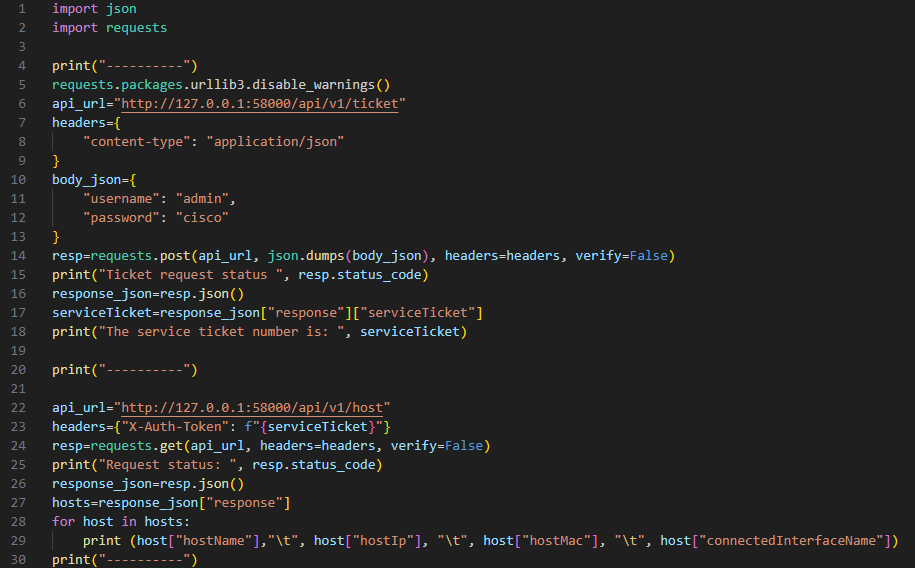 1 import json
2 import requests
3
4 print("----------")
5 requests.packages.urllib3.disable_warnings()
6 api_url="http://127.0.0.1:58000/api/v1/ticket"
7 headers={
8     "content-type": "application/json"
9 }
10 body_json={
11     "username": "admin",
12     "password": "cisco"
13 }
14 resp=requests.post(api_url, json.dumps(body_json), headers=headers, verify=False)
15 print("Ticket request status ", resp.status_code)
16 response_json=resp.json()
17 serviceTicket=response_json["response"]["serviceTicket"]
18 print("The service ticket number is: ", serviceTicket)
19
20 print("----------")
21
22 api_url="http://127.0.0.1:58000/api/v1/host"
23 headers={"X-Auth-Token": f"{serviceTicket}"}
24 resp=requests.get(api_url, headers=headers, verify=False)
25 print("Request status: ", resp.status_code)
26 response_json=resp.json()
27 hosts=response_json["response"]
28 for host in hosts:
29     print (host["hostName"],"\t", host["hostIp"], "\t", host["hostMac"], "\t", host["connectedInterfaceName"])
30 print("----------")